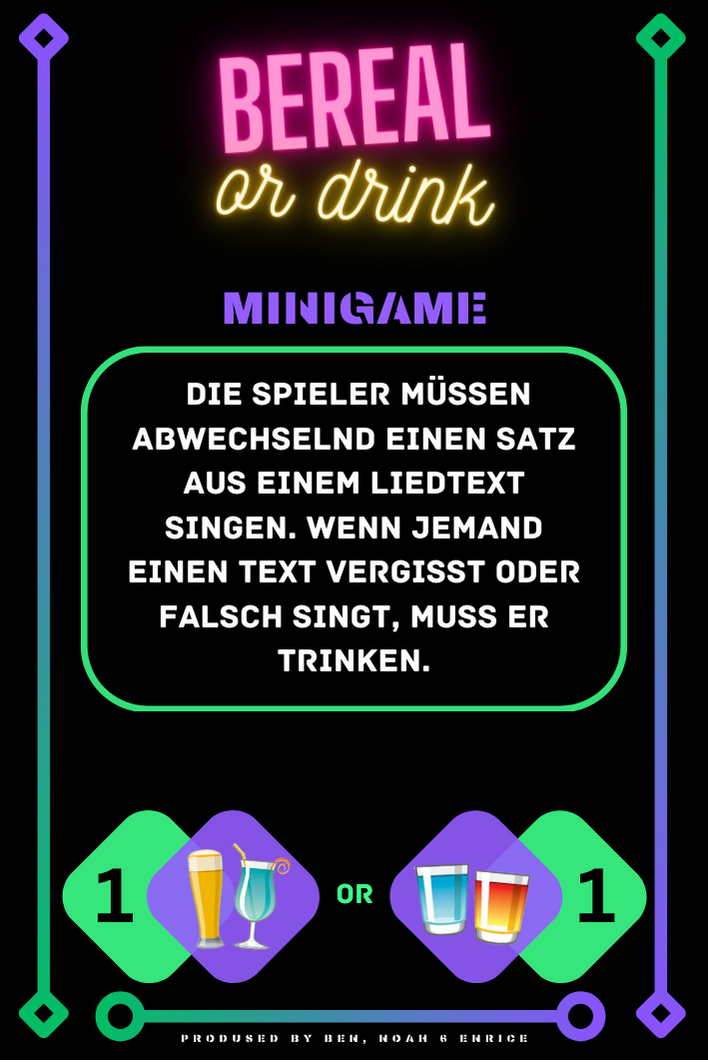 BEREAL
or drink
MINIGAME
DIE SPIELER MÜSSEN
ABWECHSELND EINEN SATZ
AUS EINEM LIEDTEXT
SINGEN. WENN JEMAND
EINEN TEXT VERGISST ODER
FALSCH SINGT, MUSS ER
TRINKEN.
1 OR 1
PRODUSED BY BEN, NOAH & ENRICE